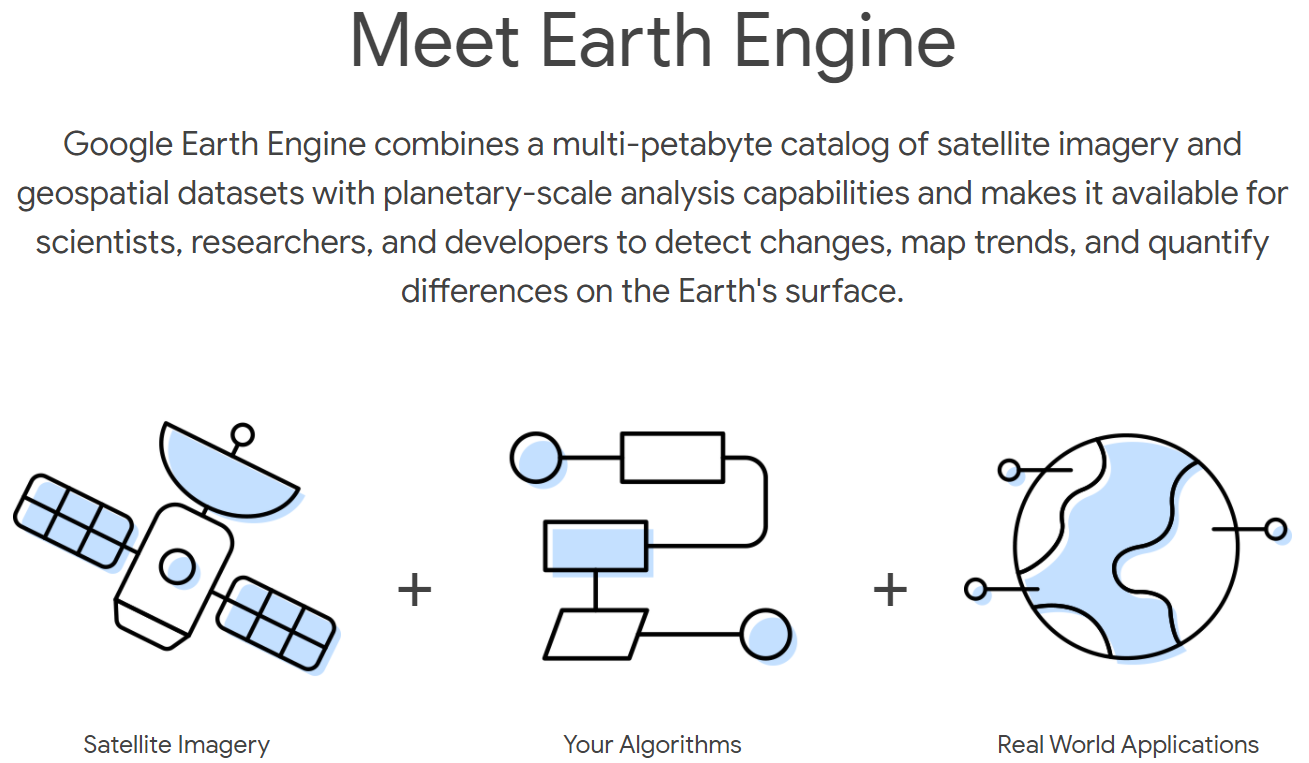 Meet Earth Engine
Google Earth Engine combines a multi-petabyte catalog of satellite imagery and
geospatial datasets with planetary-scale analysis capabilities and makes it available for
scientists, researchers, and developers to detect changes, map trends, and quantify
differences on the Earth's surface.
+
+
Satellite Imagery
Your Algorithms
Real World Applications